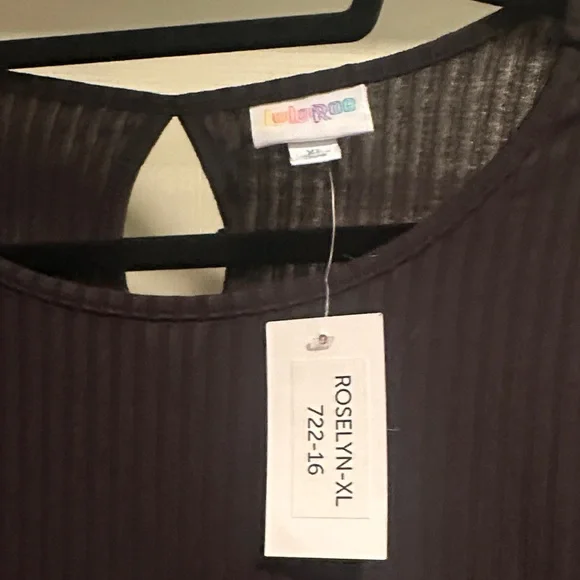 LuLaRoe
XL
ROSELYN-XL
722-16